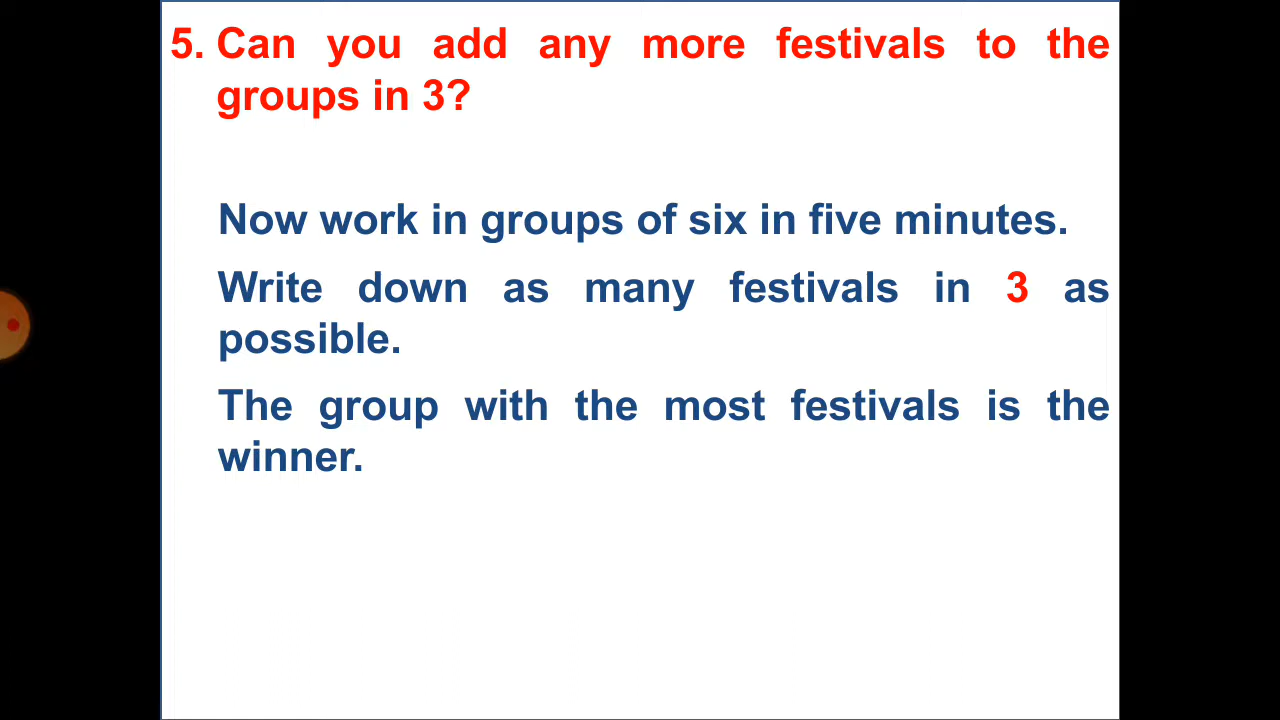 5. Can you add any more festivals to the
groups in 3?
Now work in groups of six in five minutes.
Write down as many festivals in 3 as
possible.
The group with the most festivals is the
winner.